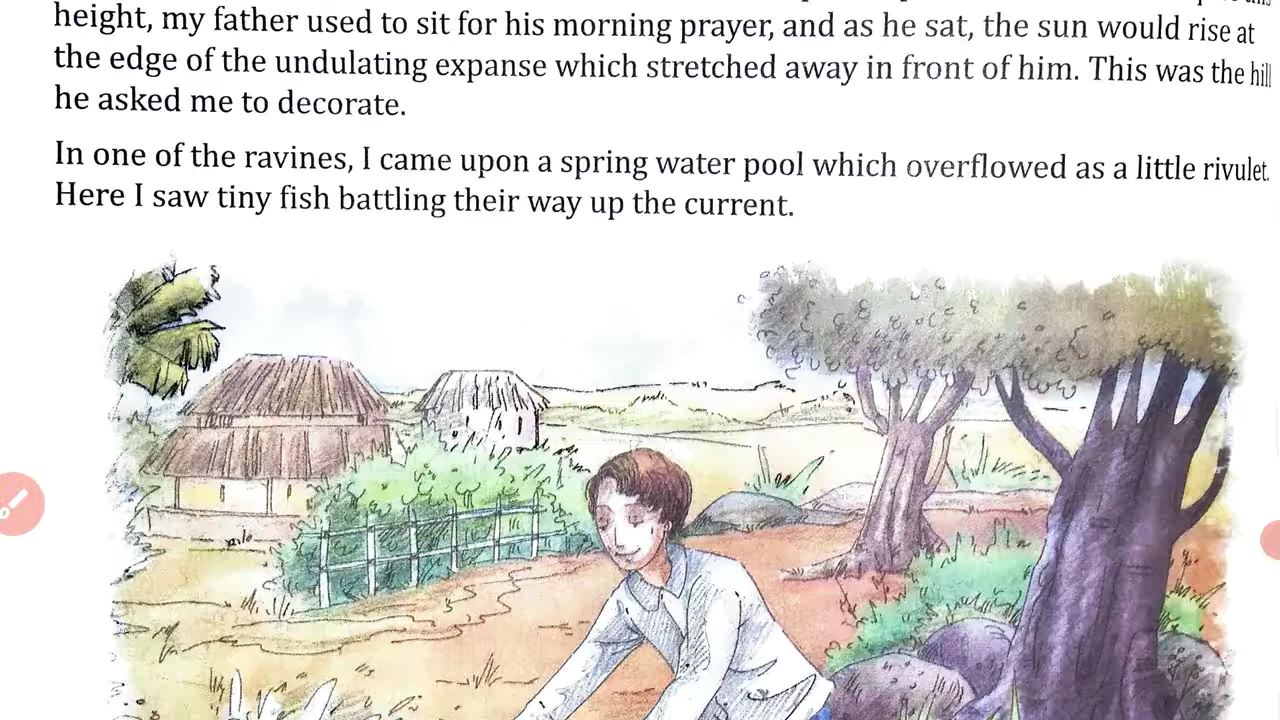 height, my father used to sit for his morning prayer, and as he sat, the sun would rise at
the edge of the undulating expanse which stretched away in front of him. This was the hill
he asked me to decorate.
In one of the ravines, I came upon a spring water pool which overflowed as a little rivulet.
Here I saw tiny fish battling their way up the current.